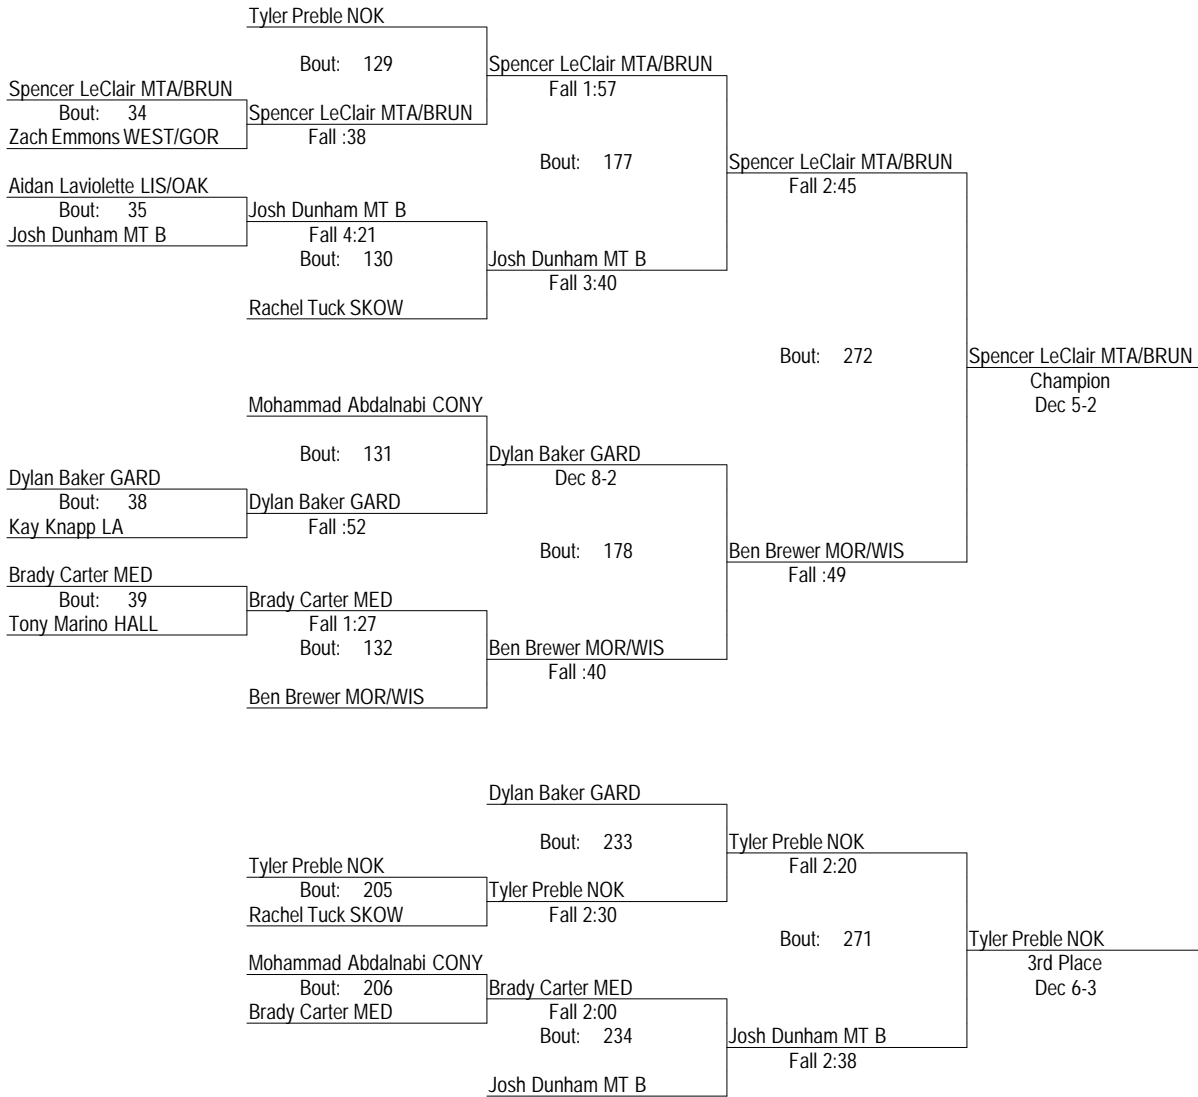 Tyler Preble NOK
Bout: 129
Spencer LeClair MTA/BRUN
Fall 1:57
Spencer LeClair MTA/BRUN
Bout: 34
Spencer LeClair MTA/BRUN
Zach Emmons WEST/GOR
Fall :38
Bout: 177
Spencer LeClair MTA/BRUN
Fall 2:45
Aidan Laviolette LIS/OAK
Bout: 35
Josh Dunham MT B
Josh Dunham MT B
Fall 4:21
Bout: 130
Josh Dunham MT B
Fall 3:40
Rachel Tuck SKOW
Bout: 272
Spencer LeClair MTA/BRUN
Champion
Dec 5-2
Mohammad Abdalnabi CONY
Bout: 131
Dylan Baker GARD
Dec 8-2
Dylan Baker GARD
Bout: 38
Dylan Baker GARD
Kay Knapp LA
Fall :52
Bout: 178
Ben Brewer MOR/WIS
Fall :49
Brady Carter MED
Bout: 39
Brady Carter MED
Tony Marino HALL
Fall 1:27
Bout: 132
Ben Brewer MOR/WIS
Fall :40
Ben Brewer MOR/WIS
Dylan Baker GARD
Bout: 233
Tyler Preble NOK
Fall 2:20
Tyler Preble NOK
Bout: 205
Tyler Preble NOK
Rachel Tuck SKOW
Fall 2:30
Bout: 271
Tyler Preble NOK
3rd Place
Dec 6-3
Mohammad Abdalnabi CONY
Bout: 206
Brady Carter MED
Brady Carter MED
Fall 2:00
Bout: 234
Josh Dunham MT B
Fall 2:38
Josh Dunham MT B